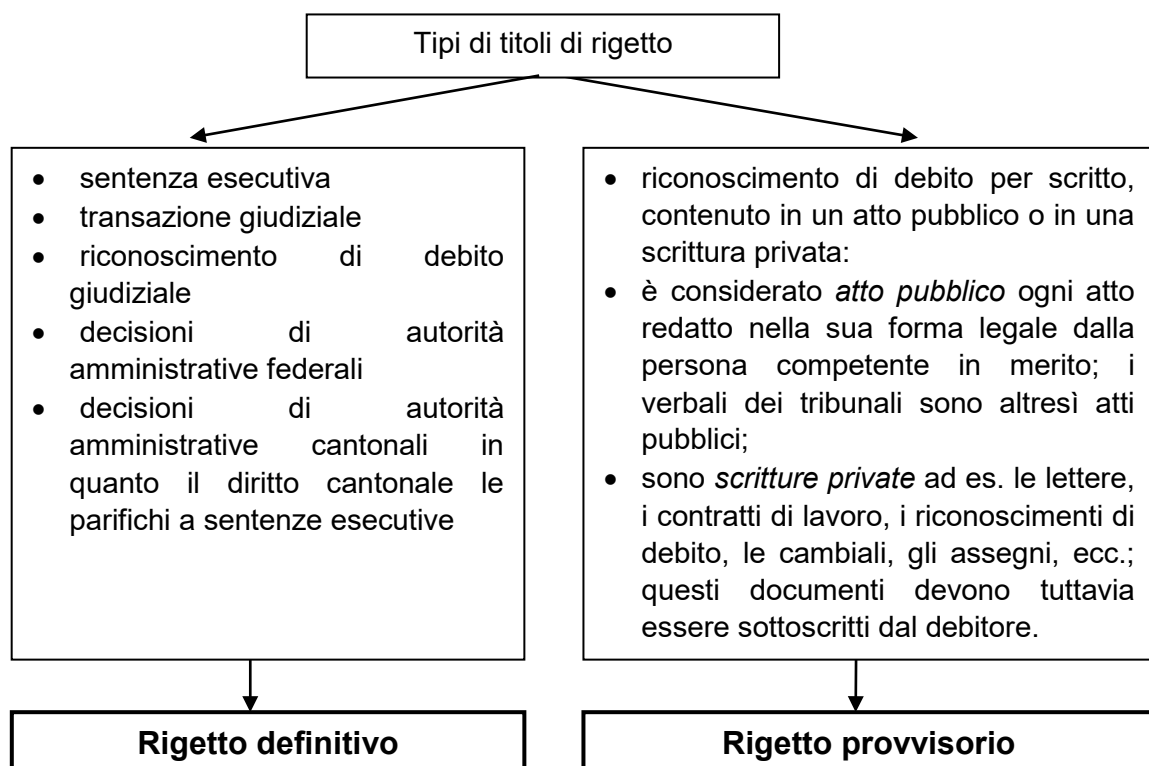 Tipi di titoli di rigetto
• sentenza esecutiva
• transazione giudiziale
• riconoscimento di debito
giudiziale
• decisioni di autorità
amministrative federali
• decisioni di autorità
amministrative cantonali in
quanto il diritto cantonale le
parifichi a sentenze esecutive
• riconoscimento di debito per scritto,
contenuto in un atto pubblico o in una
scrittura privata:
• è considerato atto pubblico ogni atto
redatto nella sua forma legale dalla
persona competente in merito; i
verbali dei tribunali sono altresì atti
pubblici;
• sono scritture private ad es. le lettere,
i contratti di lavoro, i riconoscimenti di
debito, le cambiali, gli assegni, ecc.;
questi documenti devono tuttavia
essere sottoscritti dal debitore.
Rigetto definitivo
Rigetto provvisorio